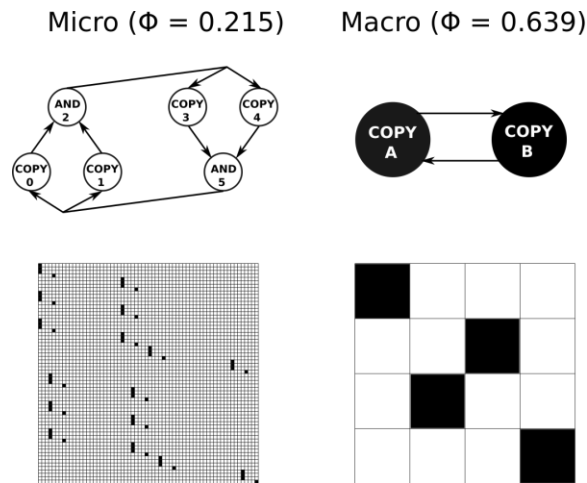 Micro (Φ = 0.215)
Macro (Φ = 0.639)
AND
2
COPY
3
COPY
4
COPY
0
COPY
1
AND
5
COPY
A
COPY
B